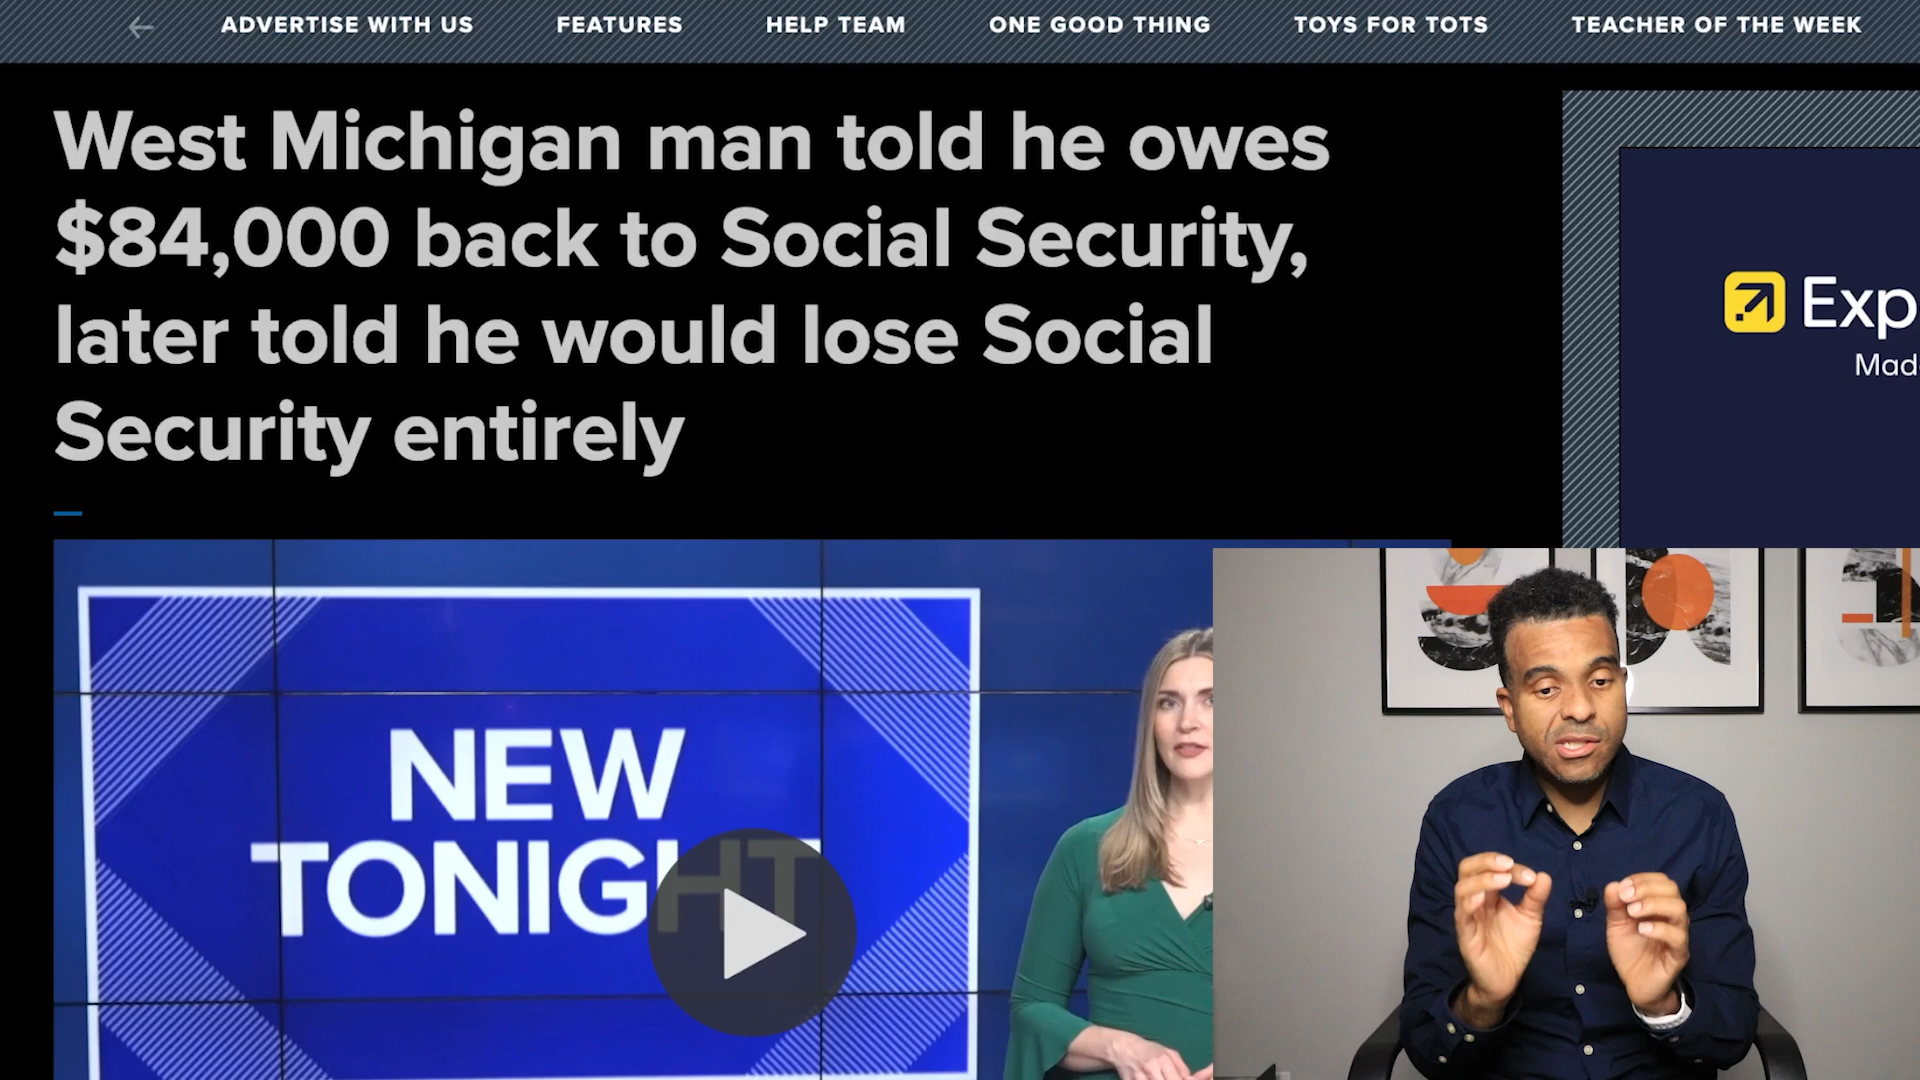 ADVERTISE WITH US FEATURES HELP TEAM ONE GOOD THING TOYS FOR TOTS TEACHER OF THE WEEK
West Michigan man told he owes
$84,000 back to Social Security,
later told he would lose Social
Security entirely
Exp
NEW
TONIGHT